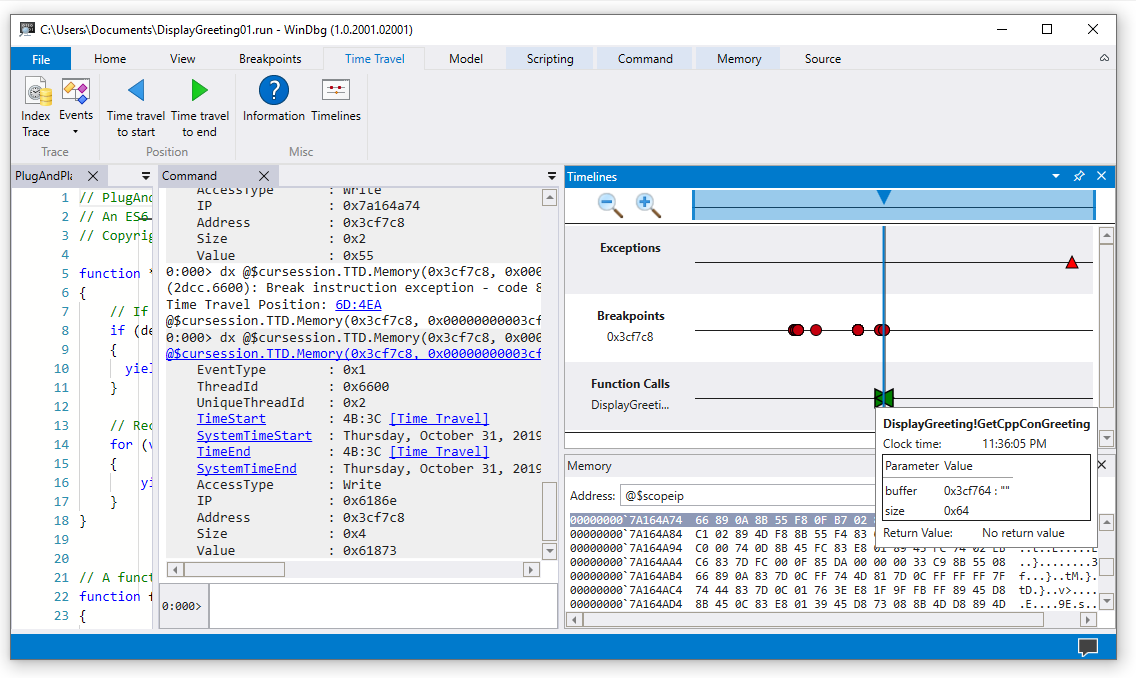 C:\Users\Documents\DisplayGreeting01.run - WinDbg (1.0.2001.02001)
File Home View Breakpoints Time Travel Model Scripting Command Memory Source
Index Trace
Events
Time travel to start
Time travel to end
Information
Timelines
Trace Position Misc
PlugAndPla
1 // PlugAnd
2 // An ES6
3 // Copyrig
4
5 function *
6 {
7 // If
8 if (de
9 {
10 yiel
11 }
12
13 // Rec
14 for (v
15 {
16 yi
17 }
18 }
19
20
21 // A funct
22 function f
23 {
Command
AccessType : Write
IP : 0x7a164a74
Address : 0x3cf7c8
Size : 0x2
Value : 0x55
0:000> dx @$cursession.TTD.Memory(0x3cf7c8, 0x000
(2dcc.6600): Break instruction exception - code 8
Time Travel Position: 6D:4EA
@$cursession.TTD.Memory(0x3cf7c8, 0x00000000003cf
0:000> dx @$cursession.TTD.Memory(0x3cf7c8, 0x000
@$cursession.TTD.Memory(0x3cf7c8, 0x00000000003cf
EventType : 0x1
ThreadId : 0x6600
UniqueThreadId : 0x2
TimeStart : 4B:3C [Time Travel]
SystemTimeStart : Thursday, October 31, 2019
TimeEnd : 4B:3C [Time Travel]
SystemTimeEnd : Thursday, October 31, 2019
AccessType : Write
IP : 0x6186e
Address : 0x3cf7c8
Size : 0x4
Value : 0x61873
0:000>
Timelines
Exceptions
Breakpoints
0x3cf7c8
Function Calls
DisplayGreeti...
DisplayGreeting!GetCppConGreeting
Clock time: 11:36:05 PM
Parameter Value
buffer 0x3cf764 : ""
size 0x64
Return Value: No return value
Memory
Address: @$scopeip
00000000`7A164A74 66 89 0A 8B 55 F8 0F B7 02
00000000`7A164A84 C1 02 89 4D F8 8B 55 F4 83
00000000`7A164A94 C0 00 74 0D 8B 45 FC 83 E8 01 89 45 FC 74 02 EB
00000000`7A164AA4 C6 83 7D FC 00 0F 85 DA 00 00 00 33 C9 8B 55 08 ..}........3
00000000`7A164AB4 66 89 0A 83 7D 0C FF 74 4D 81 7D 0C FF FF FF 7F f...}..tM.}.
00000000`7A164AC4 74 44 83 7D 0C 01 76 3E E8 1F 9F FB FF 89 45 D8 tD.}..v>....
00000000`7A164AD4 8B 45 0C 83 E8 01 39 45 D8 73 08 8B 4D D8 89 4D .E....9E.s..